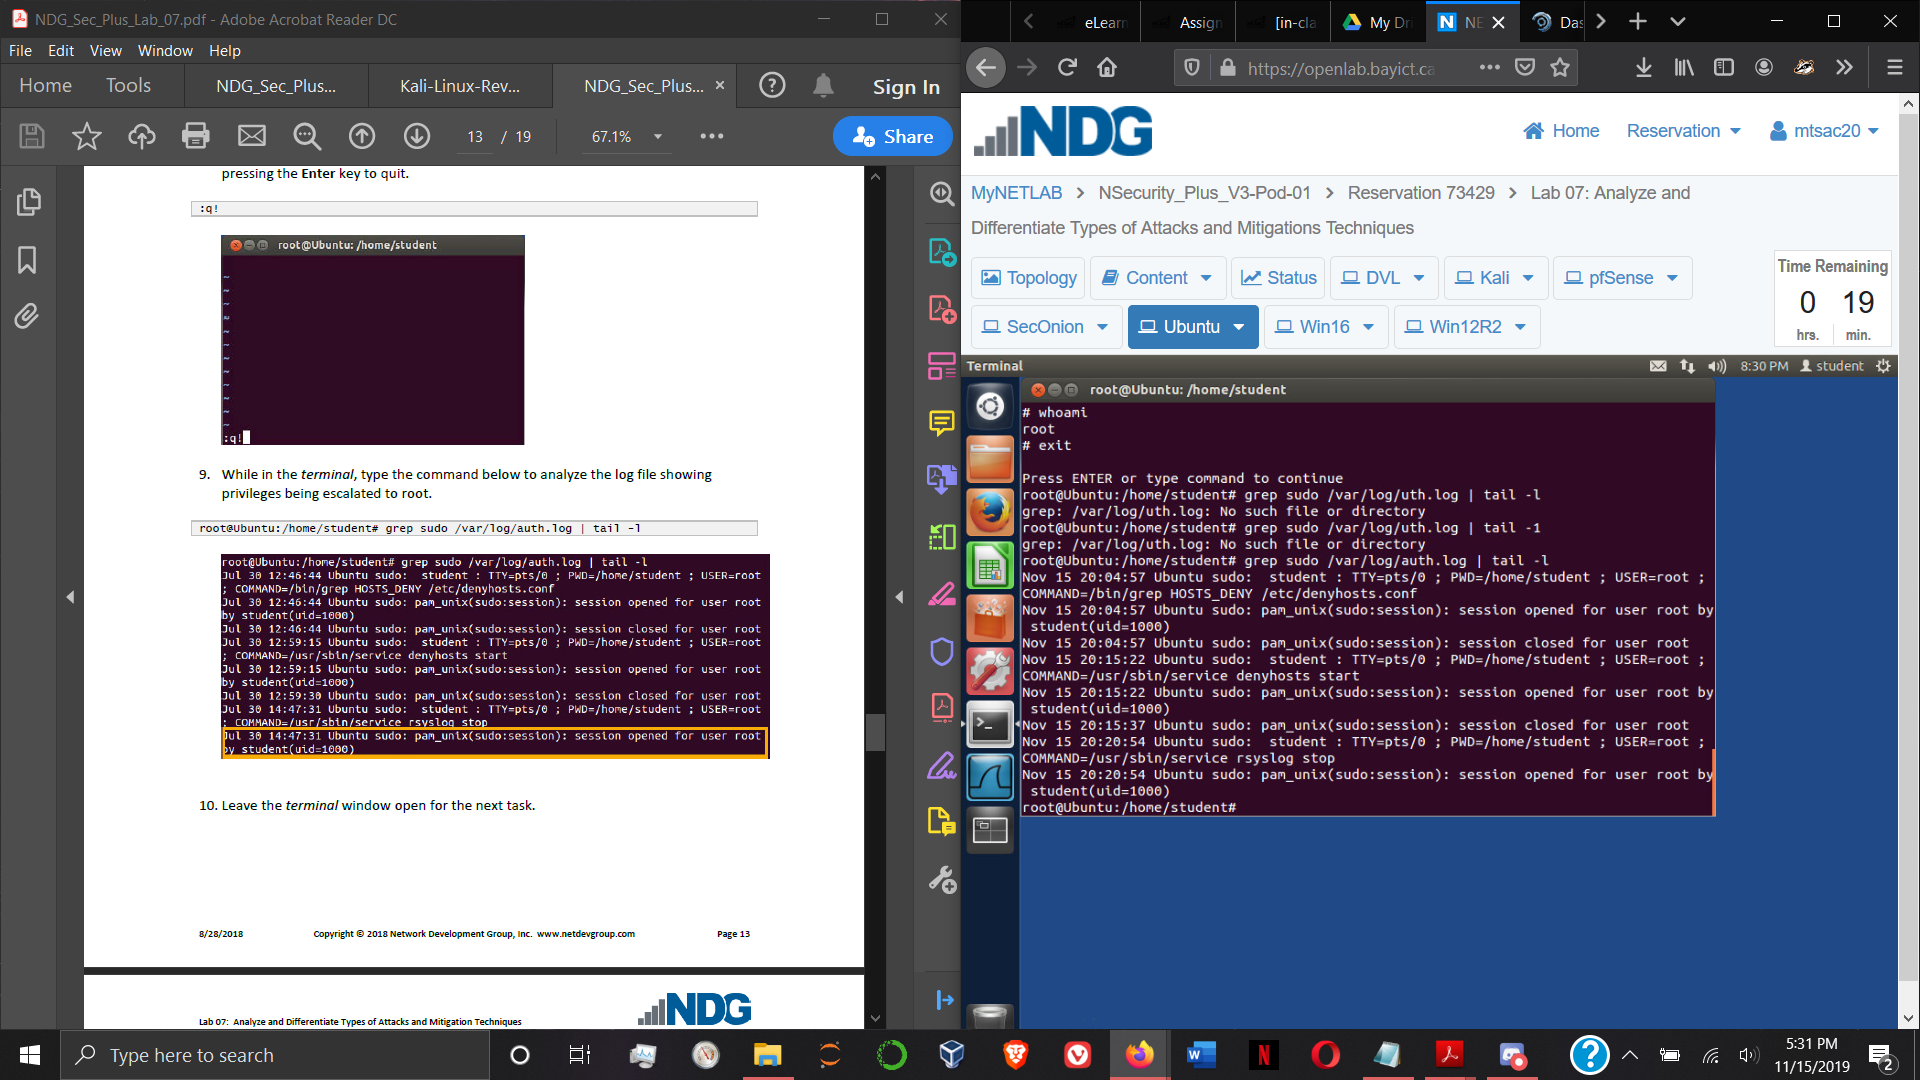 NDG_Sec_Plus_Lab_07.pdf - Adobe Acrobat Reader DC
File Edit View Window Help
Home Tools NDG_Sec_Plus... Kali-Linux-Rev... NDG_Sec_Plus... Sign In
13 / 19 67.1% Share
pressing the Enter key to quit.
:q!
root@Ubuntu: /home/student
~
~
~
~
~
~
~
~
~
~
~
~
:q!
9. While in the terminal, type the command below to analyze the log file showing
privileges being escalated to root.
root@Ubuntu:/home/student# grep sudo /var/log/auth.log | tail -l
root@Ubuntu:/home/student# grep sudo /var/log/auth.log | tail -l
Jul 30 12:46:44 Ubuntu sudo:  student : TTY=pts/0 ; PWD=/home/student ; USER=root
; COMMAND=/bin/grep HOSTS_DENY /etc/denyhosts.conf
Jul 30 12:46:44 Ubuntu sudo: pam_unix(sudo:session): session opened for user root
by student(uid=1000)
Jul 30 12:46:44 Ubuntu sudo: pam_unix(sudo:session): session closed for user root
Jul 30 12:59:15 Ubuntu sudo:  student : TTY=pts/0 ; PWD=/home/student ; USER=root
; COMMAND=/usr/sbin/service denyhosts start
Jul 30 12:59:15 Ubuntu sudo: pam_unix(sudo:session): session opened for user root
by student(uid=1000)
Jul 30 12:59:30 Ubuntu sudo: pam_unix(sudo:session): session closed for user root
Jul 30 14:47:31 Ubuntu sudo:  student : TTY=pts/0 ; PWD=/home/student ; USER=root
; COMMAND=/usr/sbin/service rsyslog stop
Jul 30 14:47:31 Ubuntu sudo: pam_unix(sudo:session): session opened for user root
by student(uid=1000)
10. Leave the terminal window open for the next task.
8/28/2018 Copyright © 2018 Network Development Group, Inc. www.netdevgroup.com Page 13
NDG
Lab 07: Analyze and Differentiate Types of Attacks and Mitigation Techniques
eLearn Assign [in-cla My Dri NE Das
https://openlab.bayict.ca
NDG
Home Reservation mtsac20
MyNETLAB > NSecurity_Plus_V3-Pod-01 > Reservation 73429 > Lab 07: Analyze and
Differentiate Types of Attacks and Mitigations Techniques
Topology Content Status DVL Kali pfSense
SecOnion Ubuntu Win16 Win12R2
Time Remaining
0 19
hrs. min.
Terminal 8:30 PM student
root@Ubuntu: /home/student
# whoami
root
# exit
Press ENTER or type command to continue
root@Ubuntu:/home/student# grep sudo /var/log/uth.log | tail -l
grep: /var/log/uth.log: No such file or directory
root@Ubuntu:/home/student# grep sudo /var/log/uth.log | tail -1
grep: /var/log/uth.log: No such file or directory
root@Ubuntu:/home/student# grep sudo /var/log/auth.log | tail -l
Nov 15 20:04:57 Ubuntu sudo:  student : TTY=pts/0 ; PWD=/home/student ; USER=root ;
COMMAND=/bin/grep HOSTS_DENY /etc/denyhosts.conf
Nov 15 20:04:57 Ubuntu sudo: pam_unix(sudo:session): session opened for user root by
student(uid=1000)
Nov 15 20:04:57 Ubuntu sudo: pam_unix(sudo:session): session closed for user root
Nov 15 20:15:22 Ubuntu sudo:  student : TTY=pts/0 ; PWD=/home/student ; USER=root ;
COMMAND=/usr/sbin/service denyhosts start
Nov 15 20:15:22 Ubuntu sudo: pam_unix(sudo:session): session opened for user root by
student(uid=1000)
Nov 15 20:15:37 Ubuntu sudo: pam_unix(sudo:session): session closed for user root
Nov 15 20:20:54 Ubuntu sudo:  student : TTY=pts/0 ; PWD=/home/student ; USER=root ;
COMMAND=/usr/sbin/service rsyslog stop
Nov 15 20:20:54 Ubuntu sudo: pam_unix(sudo:session): session opened for user root by
student(uid=1000)
root@Ubuntu:/home/student#
Type here to search
5:31 PM
11/15/2019
2